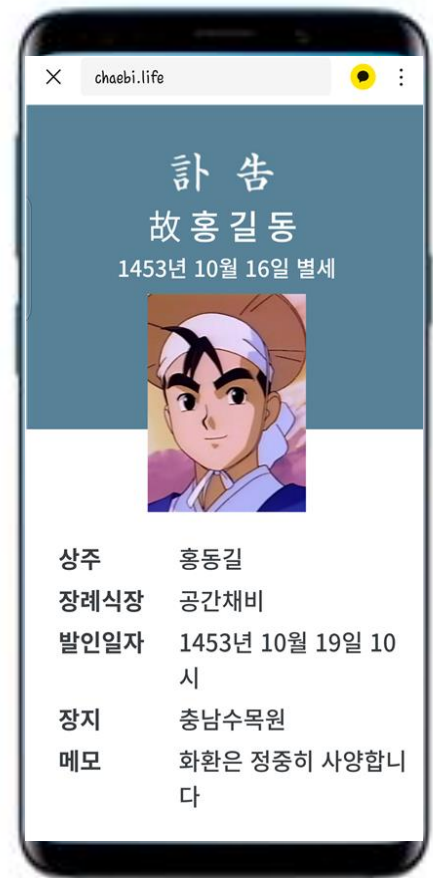 chaebi.life
訃 告
故 홍 길 동
1453년 10월 16일 별세
상주 홍동길
장례식장 공간채비
발인일자 1453년 10월 19일 10
시
장지 충남수목원
메모 화환은 정중히 사양합니
다